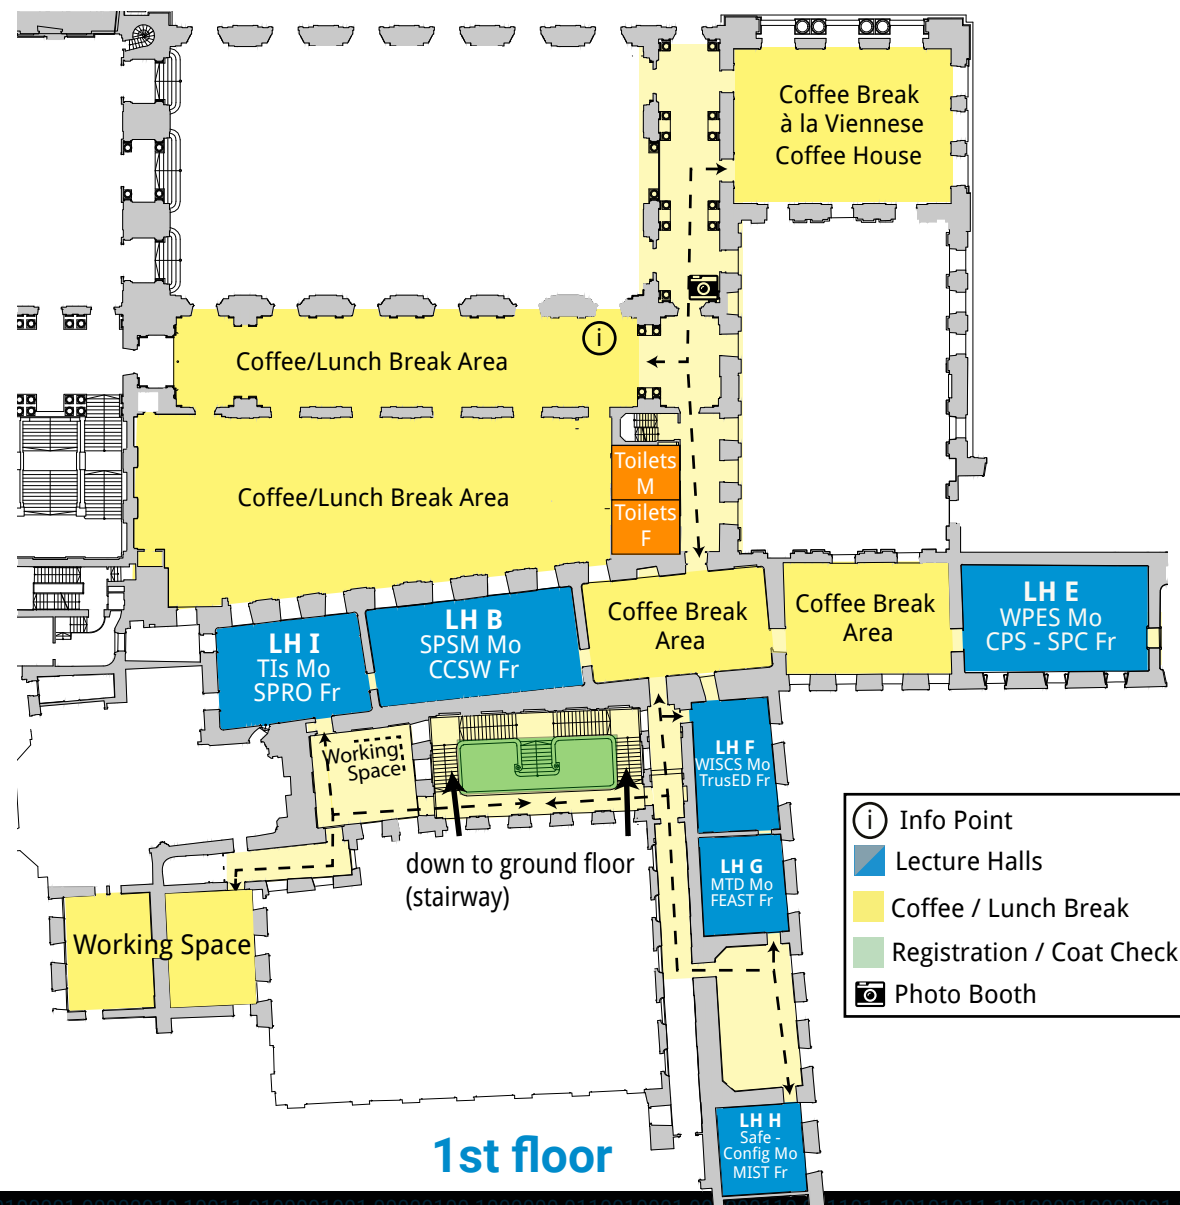 Coffee Break
à la Viennese
Coffee House
i
Coffee/Lunch Break Area
Coffee/Lunch Break Area
Toilets
M
Toilets
F
LH I
TIs Mo
SPRO Fr
LH B
SPSM Mo
CCSW Fr
Coffee Break
Area
Coffee Break
Area
LH E
WPES Mo
CPS - SPC Fr
Working
Space
LH F
WISCS Mo
TrusED Fr
down to ground floor
(stairway)
LH G
MTD Mo
FEAST Fr
Working Space
LH H
Safe -
Config Mo
MIST Fr
i Info Point
Lecture Halls
Coffee / Lunch Break
Registration / Coat Check
Photo Booth
1st floor